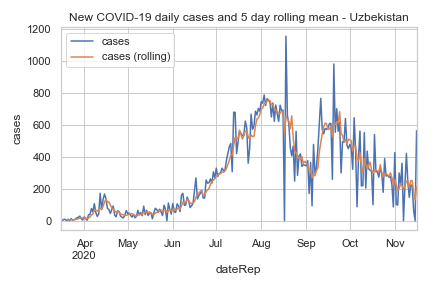 New COVID-19 daily cases and 5 day rolling mean - Uzbekistan
1200
1000
800
600
400
200
0
cases
cases
cases (rolling)
Apr
2020
May
Jun
Jul
Aug
Sep
Oct
Nov
dateRep